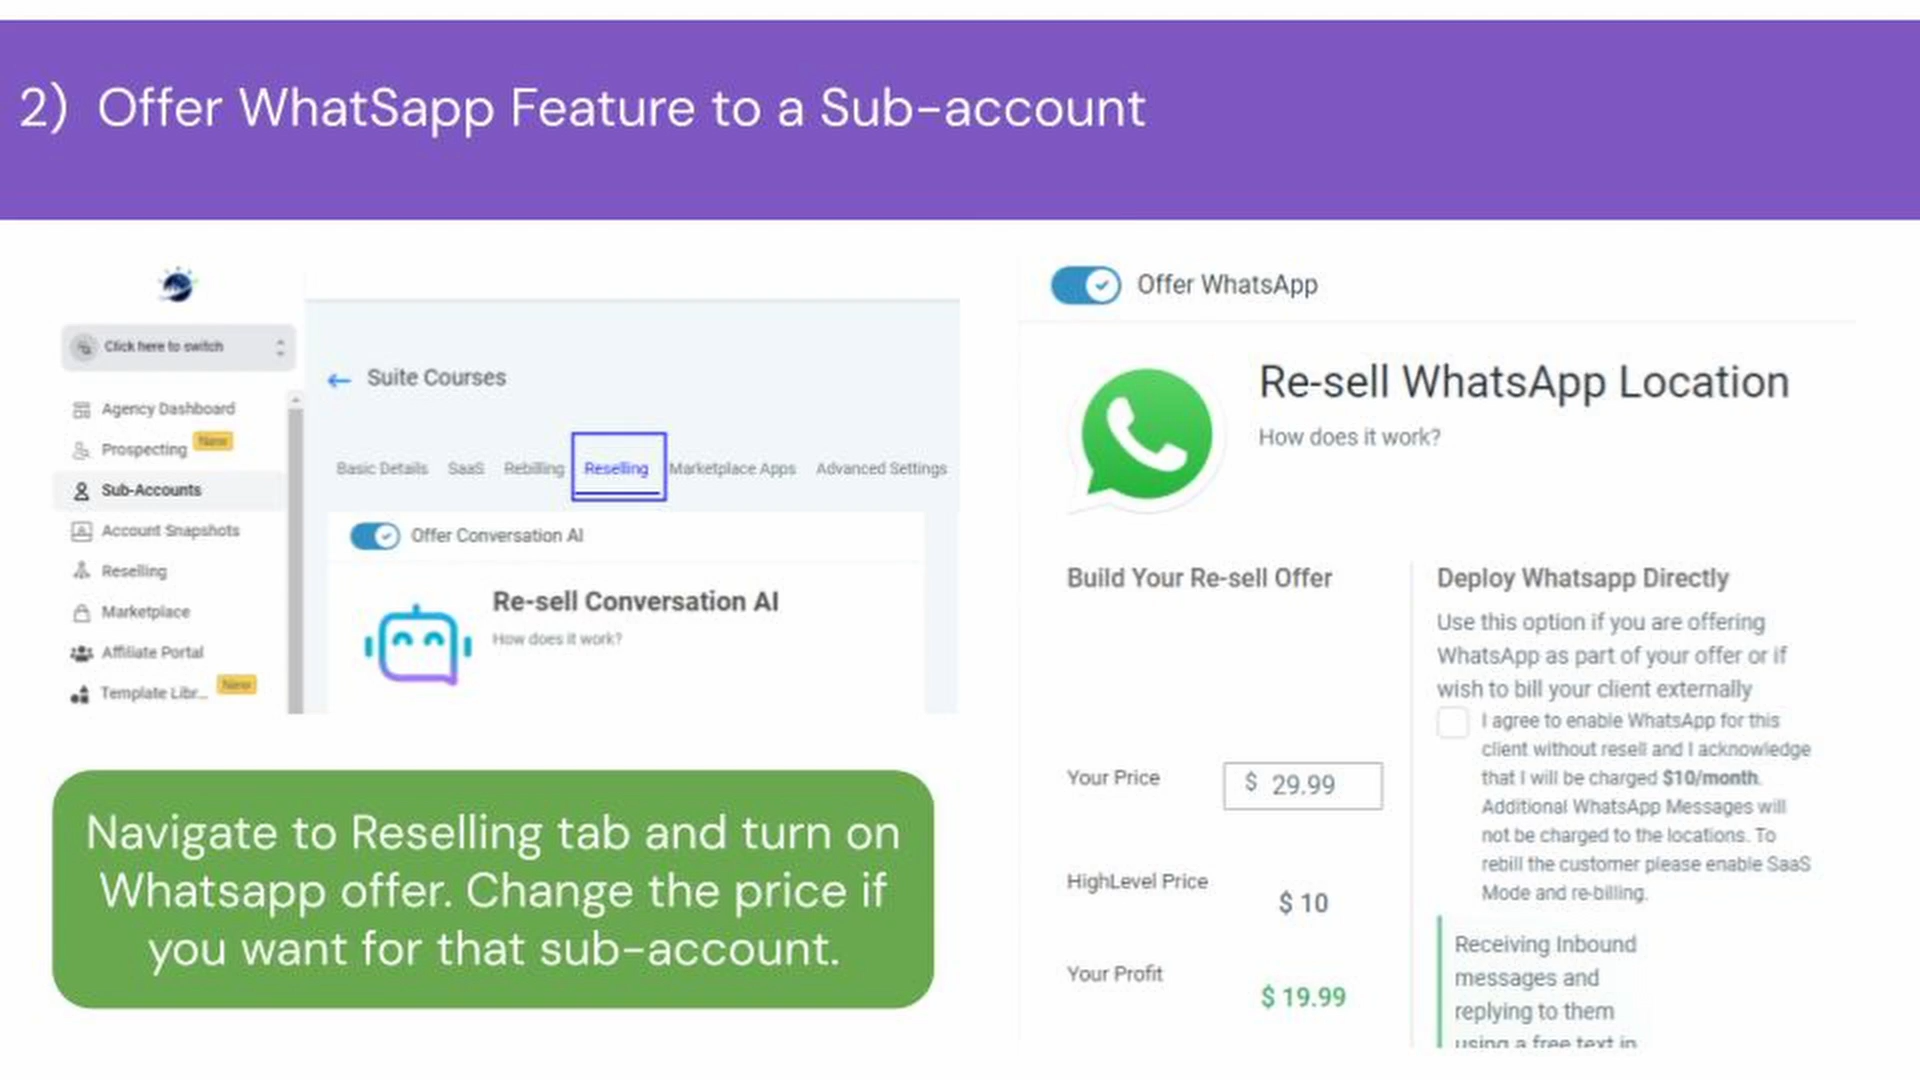 2) Offer WhatSapp Feature to a Sub-account
Click here to switch
Agency Dashboard
Prospecting New
Sub-Accounts
Account Snapshots
Reselling
Marketplace
Affiliate Portal
Template Libr... New
Suite Courses
Basic Details SaaS Rebilling Reselling Marketplace Apps Advanced Settings
Offer Conversation AI
Re-sell Conversation AI
How does it work?
Navigate to Reselling tab and turn on
Whatsapp offer. Change the price if
you want for that sub-account.
Offer WhatsApp
Re-sell WhatsApp Location
How does it work?
Build Your Re-sell Offer
Your Price $ 29.99
HighLevel Price $ 10
Your Profit $ 19.99
Deploy Whatsapp Directly
Use this option if you are offering
WhatsApp as part of your offer or if
wish to bill your client externally
I agree to enable WhatsApp for this
client without resell and I acknowledge
that I will be charged $10/month.
Additional WhatsApp Messages will
not be charged to the locations. To
rebill the customer please enable SaaS
Mode and re-billing.
Receiving Inbound
messages and
replying to them
using a free text in